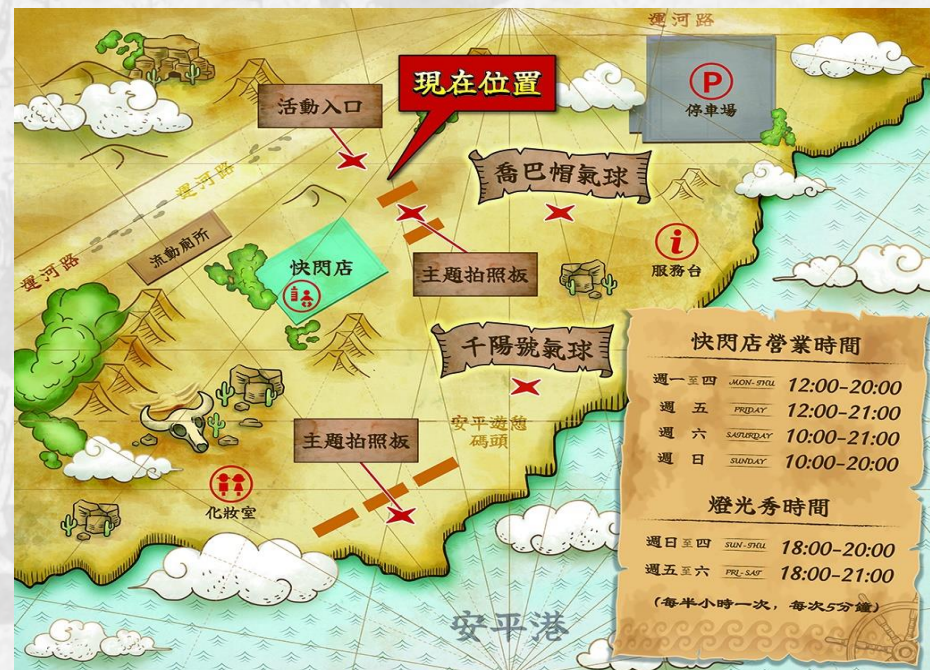 運河路
現在位置
活動入口
P
停車場
喬巴帽氣球
運河路
流動廁所
運河路
快閃店
主題拍照板
i
服務台
千陽號氣球
安平遊憩
碼頭
主題拍照板
化妝室
安平港
快閃店營業時間
週一至四 MON-THU 12:00-20:00
週 五 FRIDAY 12:00-21:00
週 六 SATURDAY 10:00-21:00
週 日 SUNDAY 10:00-20:00
燈光秀時間
週日至四 SUN-THU 18:00-20:00
週五至六 FRI-SAT 18:00-21:00
(每半小時一次，每次5分鐘)